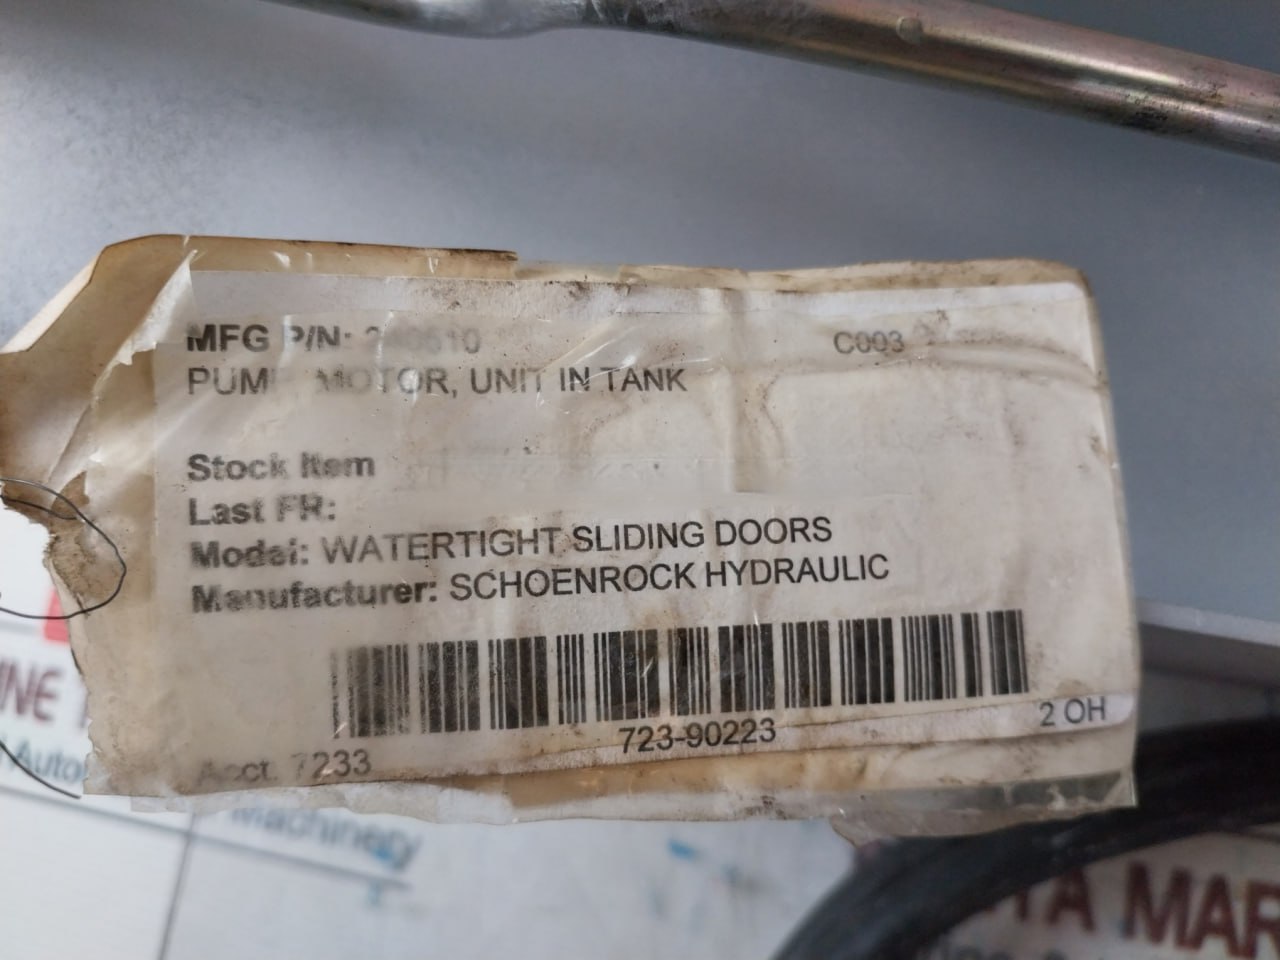 MFG P/N: C003
PUMP MOTOR, UNIT IN TANK
Stock Item
Last FR:
Model: WATERTIGHT SLIDING DOORS
Manufacturer: SCHOENROCK HYDRAULIC
723-90223
2 OH
Acct. 7233
Machinery
MAR